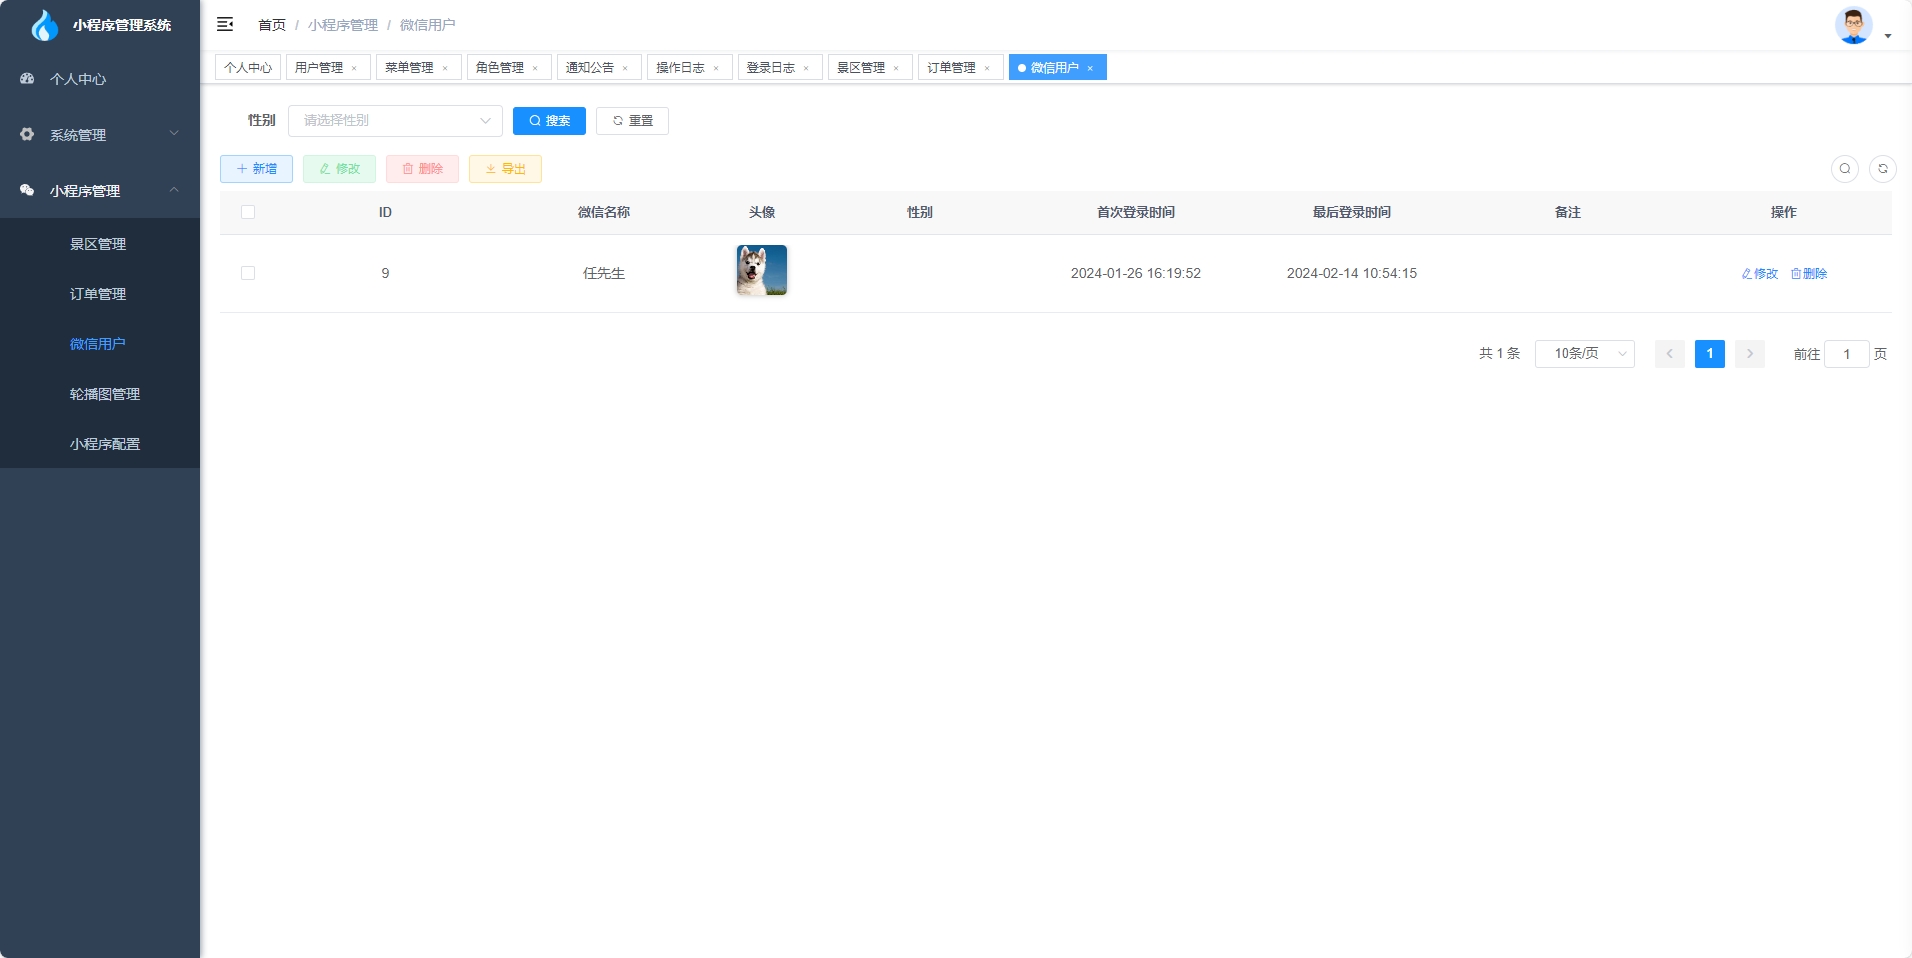 小程序管理系统
首页 / 小程序管理 / 微信用户
个人中心 用户管理 × 菜单管理 × 角色管理 × 通知公告 × 操作日志 × 登录日志 × 景区管理 × 订单管理 × 微信用户 ×
个人中心
系统管理
小程序管理
景区管理
订单管理
微信用户
轮播图管理
小程序配置
性别 请选择性别 搜索 重置
新增 修改 删除 导出
ID 微信名称 头像 性别 首次登录时间 最后登录时间 备注 操作
9 任先生 2024-01-26 16:19:52 2024-02-14 10:54:15 修改 删除
共 1 条 10条/页 1 前往 1 页